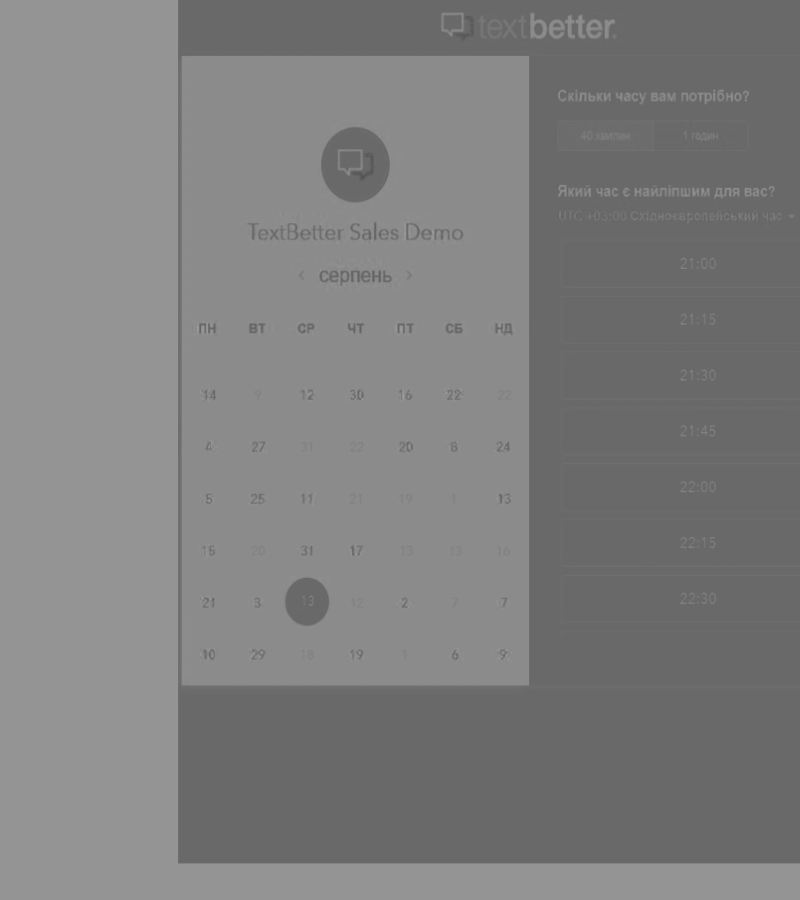 textbetter
TextBetter Sales Demo
‹ серпень ›
ПН ВТ СР ЧТ ПТ СБ НД
14 9 12 30 16 22 22
4 27 31 22 20 8 24
5 25 11 21 19 1 13
15 20 31 17 13 13 16
21 3 13 12 2 7 7
10 29 18 19 1 6 9
Скільки часу вам потрібно?
40 хвилин 1 годин
Який час є найліпшим для вас?
UTC +03:00 Східноєвропейський час
21:00
21:15
21:30
21:45
22:00
22:15
22:30